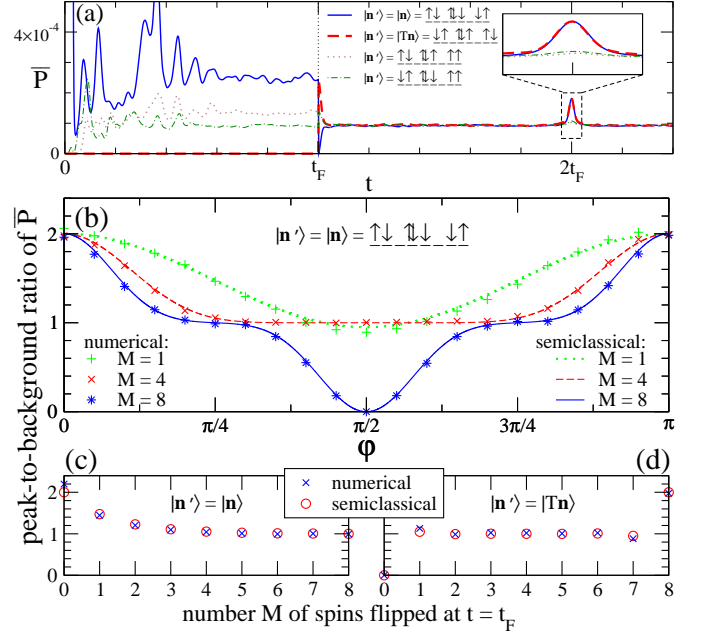 (a)
|n'⟩ = |n⟩ = ↑↓ ⇅↓ ↓↑
|n'⟩ = |Tn⟩ = ↓↑ ⇅↑ ↑↓
|n'⟩ = ↑↓ ⇅↑ ↑↑
|n'⟩ = ↓↑ ⇅↓ ↑↑
4×10⁻⁴
P̅
0
0
t_F
t
2t_F
(b)
|n'⟩ = |n⟩ = ↑↓ ⇅↓ ↓↑
peak-to-background ratio of P̅
2
1
0
numerical:
M = 1
M = 4
M = 8
semiclassical:
M = 1
M = 4
M = 8
0 π/4 π/2 3π/4 π
φ
(c)
(d)
numerical
semiclassical
|n'⟩ = |n⟩
|n'⟩ = |Tn⟩
2
1
0
0 1 2 3 4 5 6 7 8
0 1 2 3 4 5 6 7 8
number M of spins flipped at t = t_F